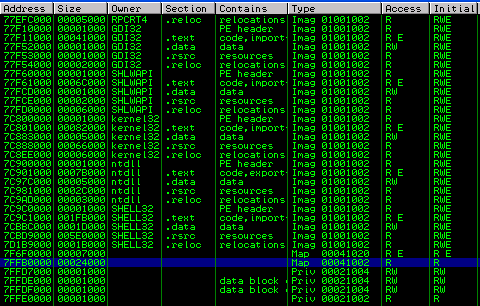 Address Size Owner Section Contains Type Access Initial
77EFC000 00005000 RPCRT4 .reloc relocations Imag 01001002 R RWE
77F10000 00001000 GDI32 PE header Imag 01001002 R RWE
77F11000 00041000 GDI32 .text code,import Imag 01001002 R E RWE
77F52000 00001000 GDI32 .data data Imag 01001002 RW RWE
77F53000 00001000 GDI32 .rsrc resources Imag 01001002 R RWE
77F54000 00002000 GDI32 .reloc relocations Imag 01001002 R RWE
77F60000 00001000 SHLWAPI PE header Imag 01001002 R RWE
77F61000 0006C000 SHLWAPI .text code,import Imag 01001002 R E RWE
77FCD000 00001000 SHLWAPI .data data Imag 01001002 RW RWE
77FCE000 00002000 SHLWAPI .rsrc resources Imag 01001002 R RWE
77FD0000 00006000 SHLWAPI .reloc relocations Imag 01001002 R RWE
7C800000 00001000 kernel32 PE header Imag 01001002 R RWE
7C801000 00082000 kernel32 .text code,import Imag 01001002 R E RWE
7C883000 00005000 kernel32 .data data Imag 01001002 RW RWE
7C888000 00066000 kernel32 .rsrc resources Imag 01001002 R RWE
7C8EE000 00006000 kernel32 .reloc relocations Imag 01001002 R RWE
7C900000 00001000 ntdll PE header Imag 01001002 R RWE
7C901000 0007B000 ntdll .text code,export Imag 01001002 R E RWE
7C97C000 00005000 ntdll .data data Imag 01001002 RW RWE
7C981000 0002C000 ntdll .rsrc resources Imag 01001002 R RWE
7C9AD000 00003000 ntdll .reloc relocations Imag 01001002 R RWE
7C9C0000 00001000 SHELL32 PE header Imag 01001002 R RWE
7C9C1000 001FB000 SHELL32 .text code,import Imag 01001002 R E RWE
7CBBC000 0001D000 SHELL32 .data data Imag 01001002 RW RWE
7CBD9000 005E0000 SHELL32 .rsrc resources Imag 01001002 R RWE
7D1B9000 0001B000 SHELL32 .reloc relocations Imag 01001002 R RWE
7F6F0000 00007000 Map 00041020 R E R E
7FFB0000 00024000 Map 00041002 R R
7FFD7000 00001000 Priv 00021004 RW RW
7FFDE000 00001000 data block Priv 00021004 RW RW
7FFDF000 00001000 data block Priv 00021004 RW RW
7FFE0000 00001000 Priv 00021002 R R